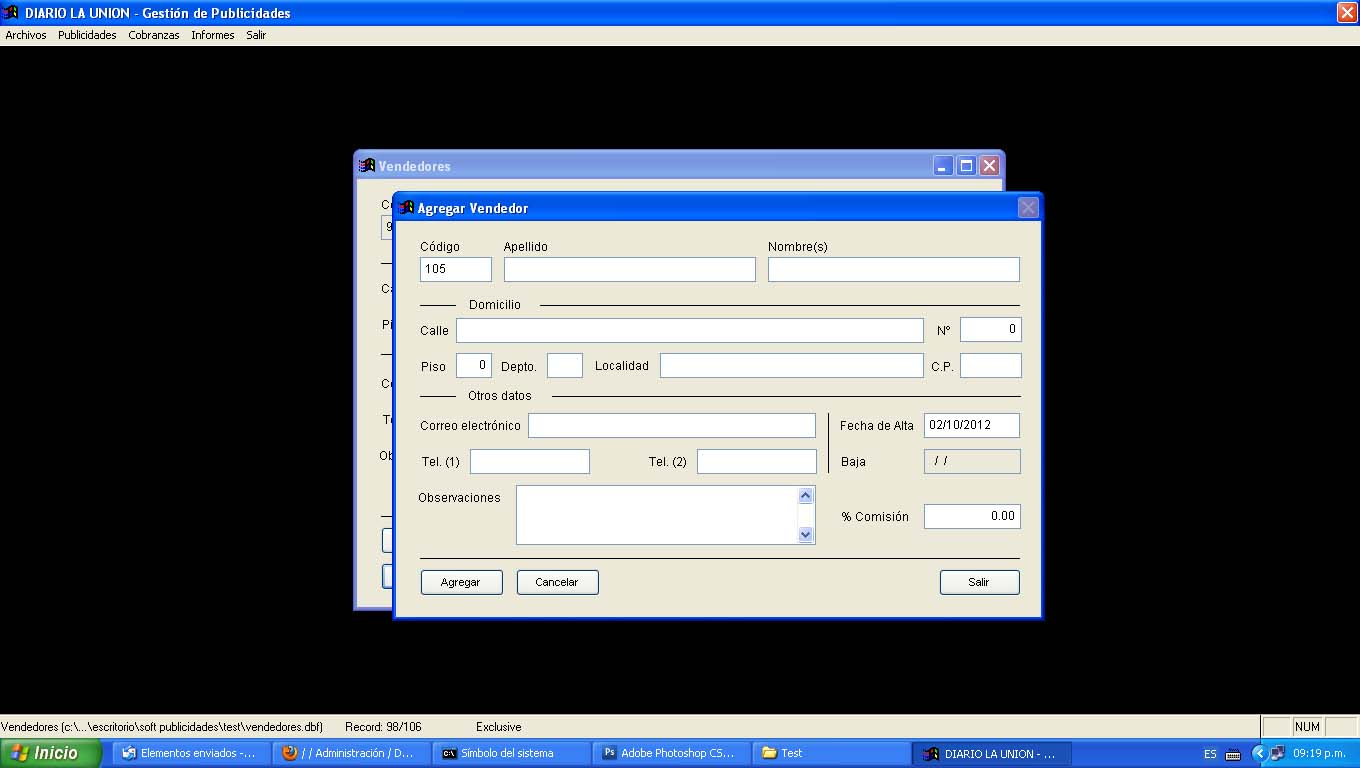 DIARIO LA UNION - Gestión de Publicidades
Archivos Publicidades Cobranzas Informes Salir
Vendedores
Agregar Vendedor
Código Apellido Nombre(s)
105
Domicilio
Calle Nº 0
Piso 0 Depto. Localidad C.P.
Otros datos
Correo electrónico Fecha de Alta 02/10/2012
Tel. (1) Tel. (2) Baja / /
Observaciones
% Comisión 0.00
Agregar Cancelar Salir
Vendedores (c:\...\escritorio\soft publicidades\test\vendedores.dbf) Record: 98/106 Exclusive NUM
Inicio Elementos enviados -... / / Administración / D... Símbolo del sistema Adobe Photoshop CS... Test DIARIO LA UNION - ... ES 09:19 p.m.